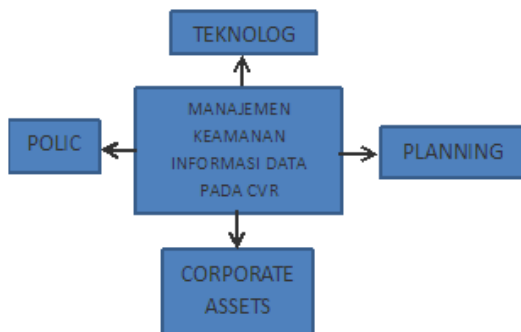 TEKNOLOG
MANAJEMEN
KEAMANAN
INFORMASI DATA
PADA CVR
POLIC
PLANNING
CORPORATE
ASSETS